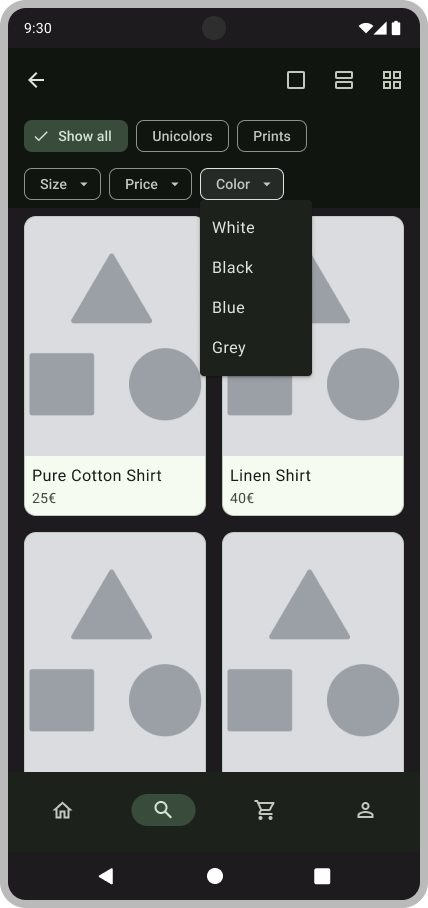 9:30
Show all
Unicolors
Prints
Size
Price
Color
White
Black
Blue
Grey
Pure Cotton Shirt
25€
Linen Shirt
40€